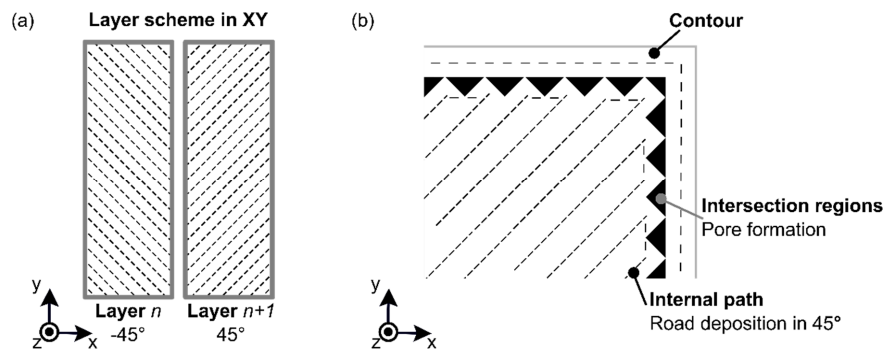 (a)
Layer scheme in XY
y
z
x
Layer n
-45°
Layer n+1
45°
(b)
Contour
Intersection regions
Pore formation
Internal path
Road deposition in 45°
y
z
x